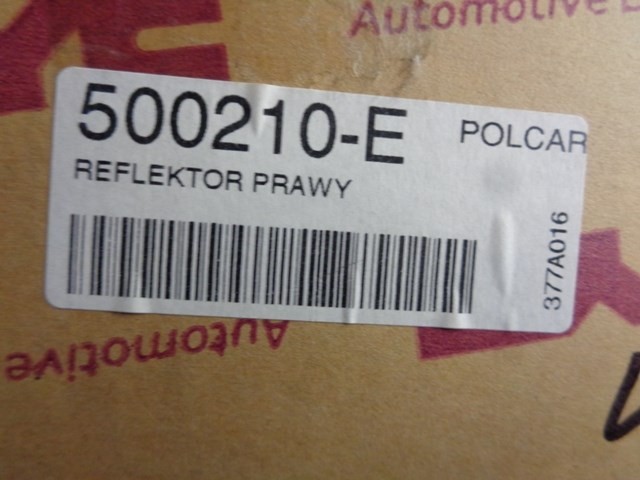 Automotive
500210-E
POLCAR
REFLEKTOR PRAWY
377A016
Automotive